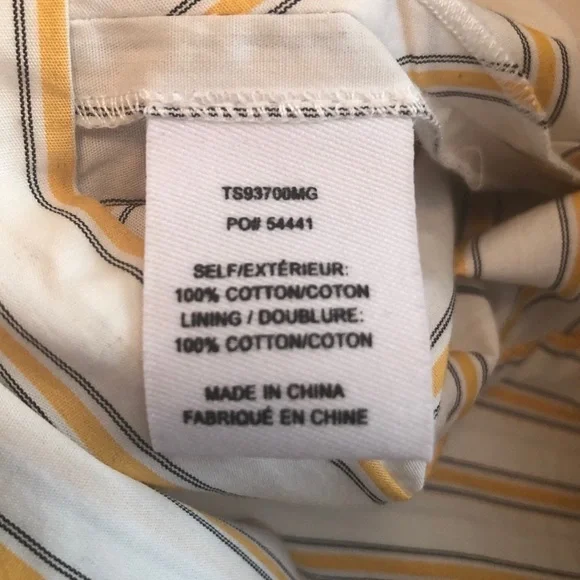 TS93700MG
PO# 54441
SELF/EXTÉRIEUR:
100% COTTON/COTON
LINING / DOUBLURE:
100% COTTON/COTON
MADE IN CHINA
FABRIQUÉ EN CHINE